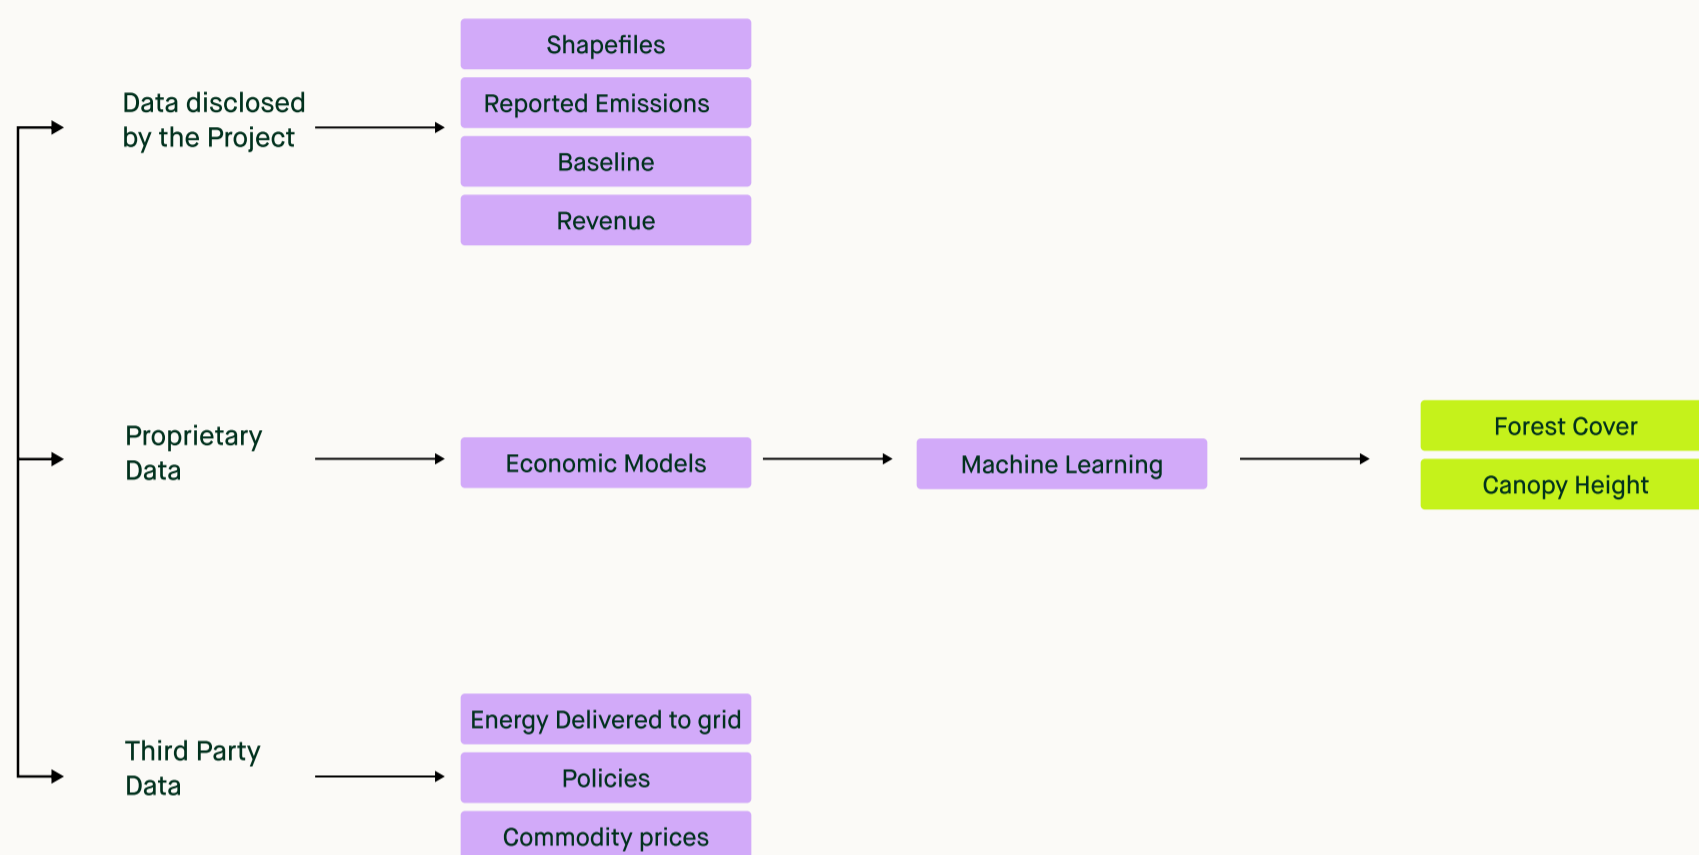 Data disclosed
by the Project
Shapefiles
Reported Emissions
Baseline
Revenue
Proprietary
Data
Economic Models
Machine Learning
Forest Cover
Canopy Height
Third Party
Data
Energy Delivered to grid
Policies
Commodity prices